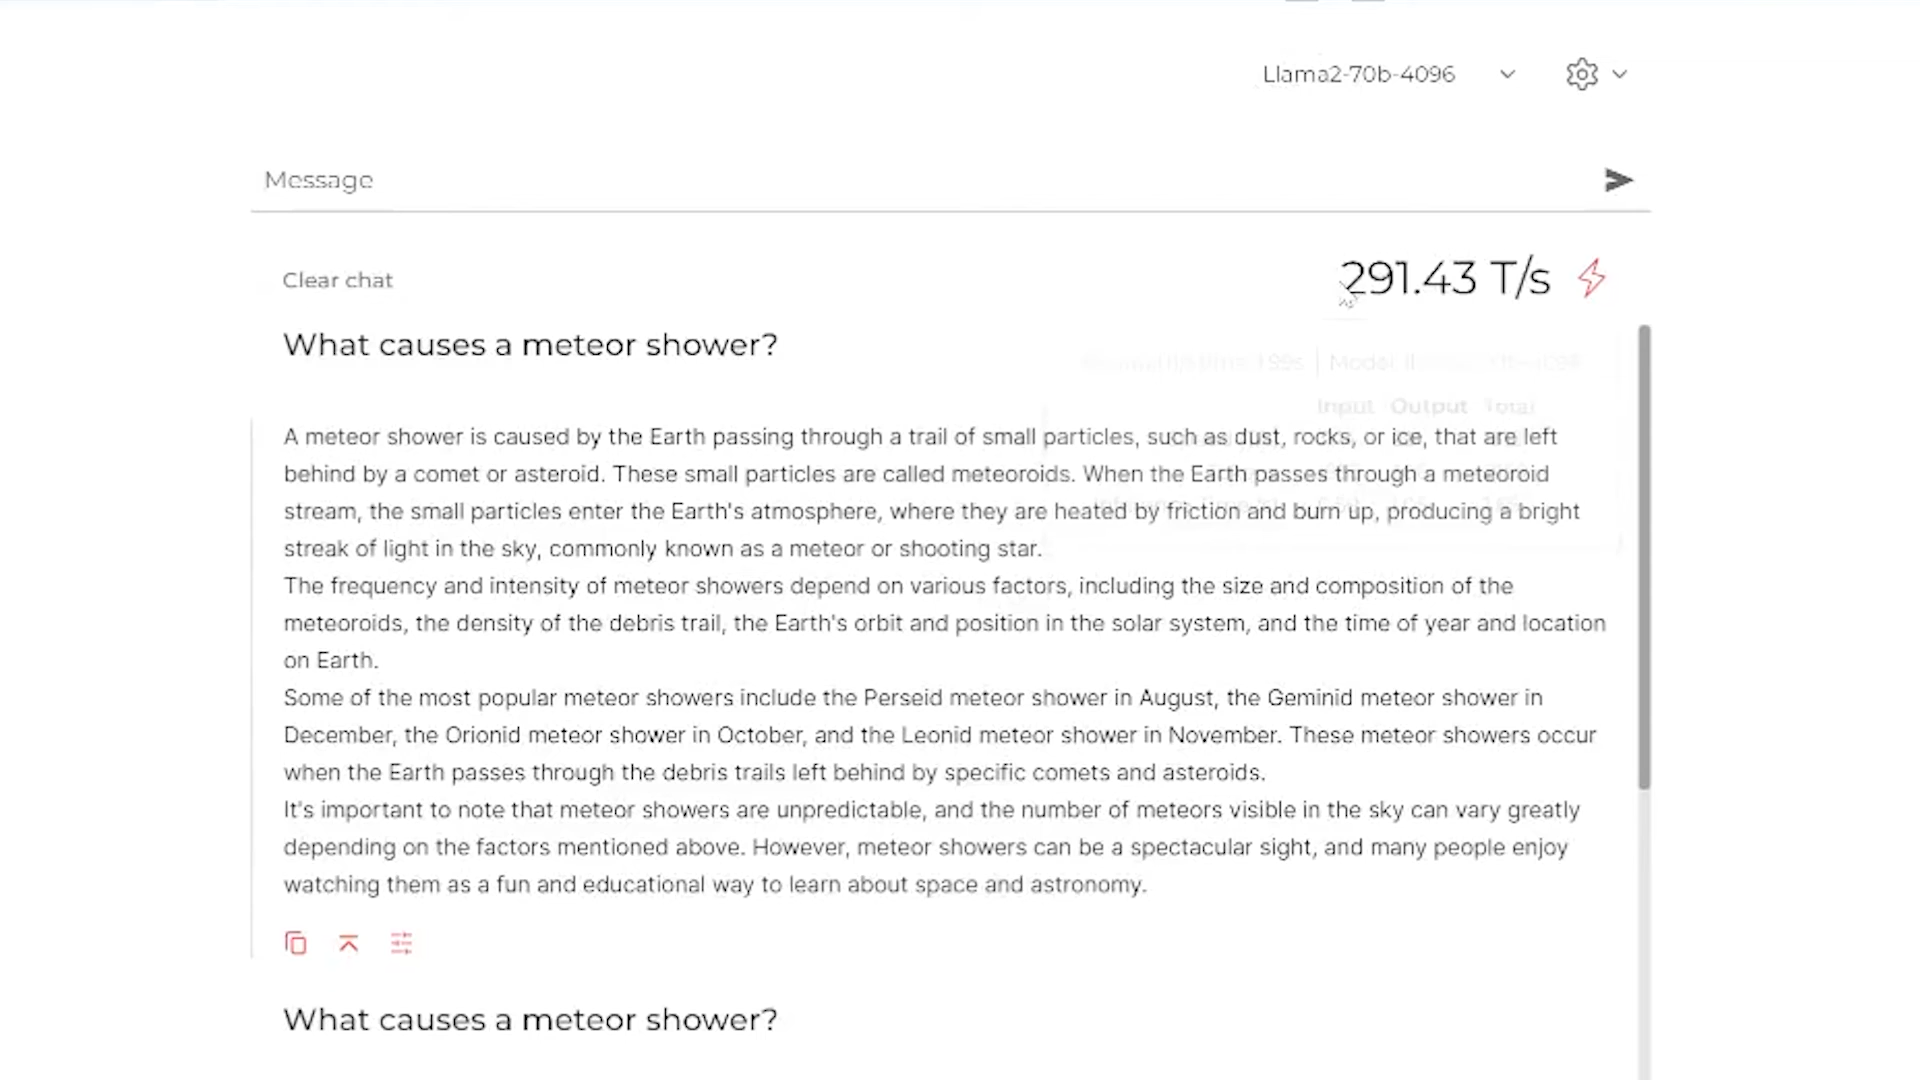 Llama2-70b-4096
Message
Clear chat
291.43 T/s
What causes a meteor shower?
Input Output Total
A meteor shower is caused by the Earth passing through a trail of small particles, such as dust, rocks, or ice, that are left
behind by a comet or asteroid. These small particles are called meteoroids. When the Earth passes through a meteoroid
stream, the small particles enter the Earth's atmosphere, where they are heated by friction and burn up, producing a bright
streak of light in the sky, commonly known as a meteor or shooting star.
The frequency and intensity of meteor showers depend on various factors, including the size and composition of the
meteoroids, the density of the debris trail, the Earth's orbit and position in the solar system, and the time of year and location
on Earth.
Some of the most popular meteor showers include the Perseid meteor shower in August, the Geminid meteor shower in
December, the Orionid meteor shower in October, and the Leonid meteor shower in November. These meteor showers occur
when the Earth passes through the debris trails left behind by specific comets and asteroids.
It's important to note that meteor showers are unpredictable, and the number of meteors visible in the sky can vary greatly
depending on the factors mentioned above. However, meteor showers can be a spectacular sight, and many people enjoy
watching them as a fun and educational way to learn about space and astronomy.
What causes a meteor shower?